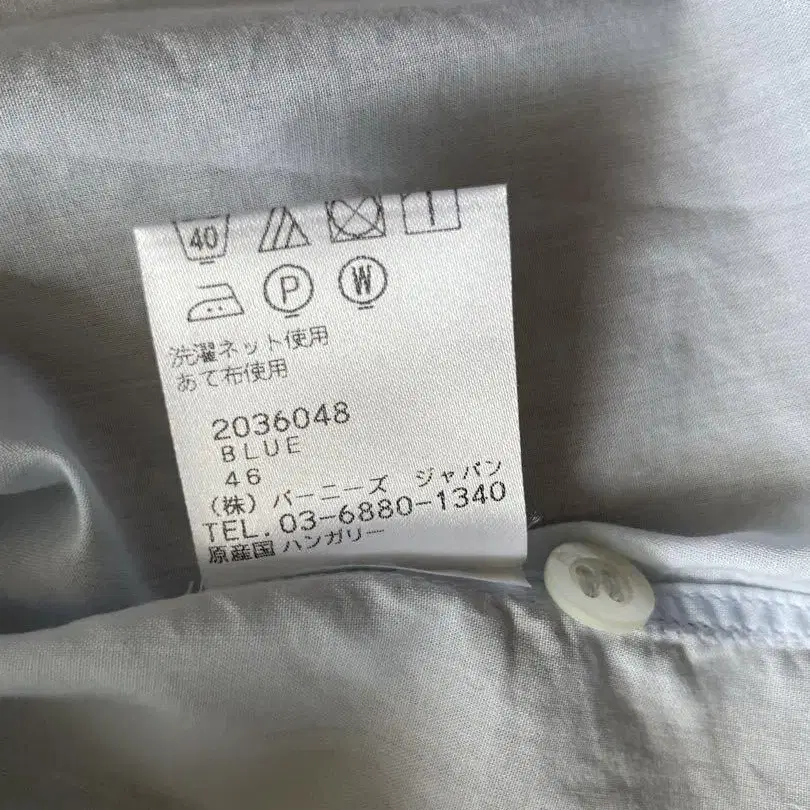 40
P
W
洗濯ネット使用
あて布使用
2036048
BLUE
46
（株）バーニーズ ジャパン
TEL. 03-6880-1340
原産国 ハンガリー